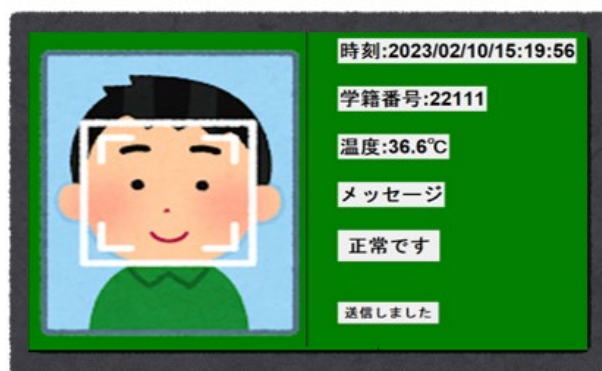 時刻:2023/02/10/15:19:56
学籍番号:22111
温度:36.6℃
メッセージ
正常です
送信しました